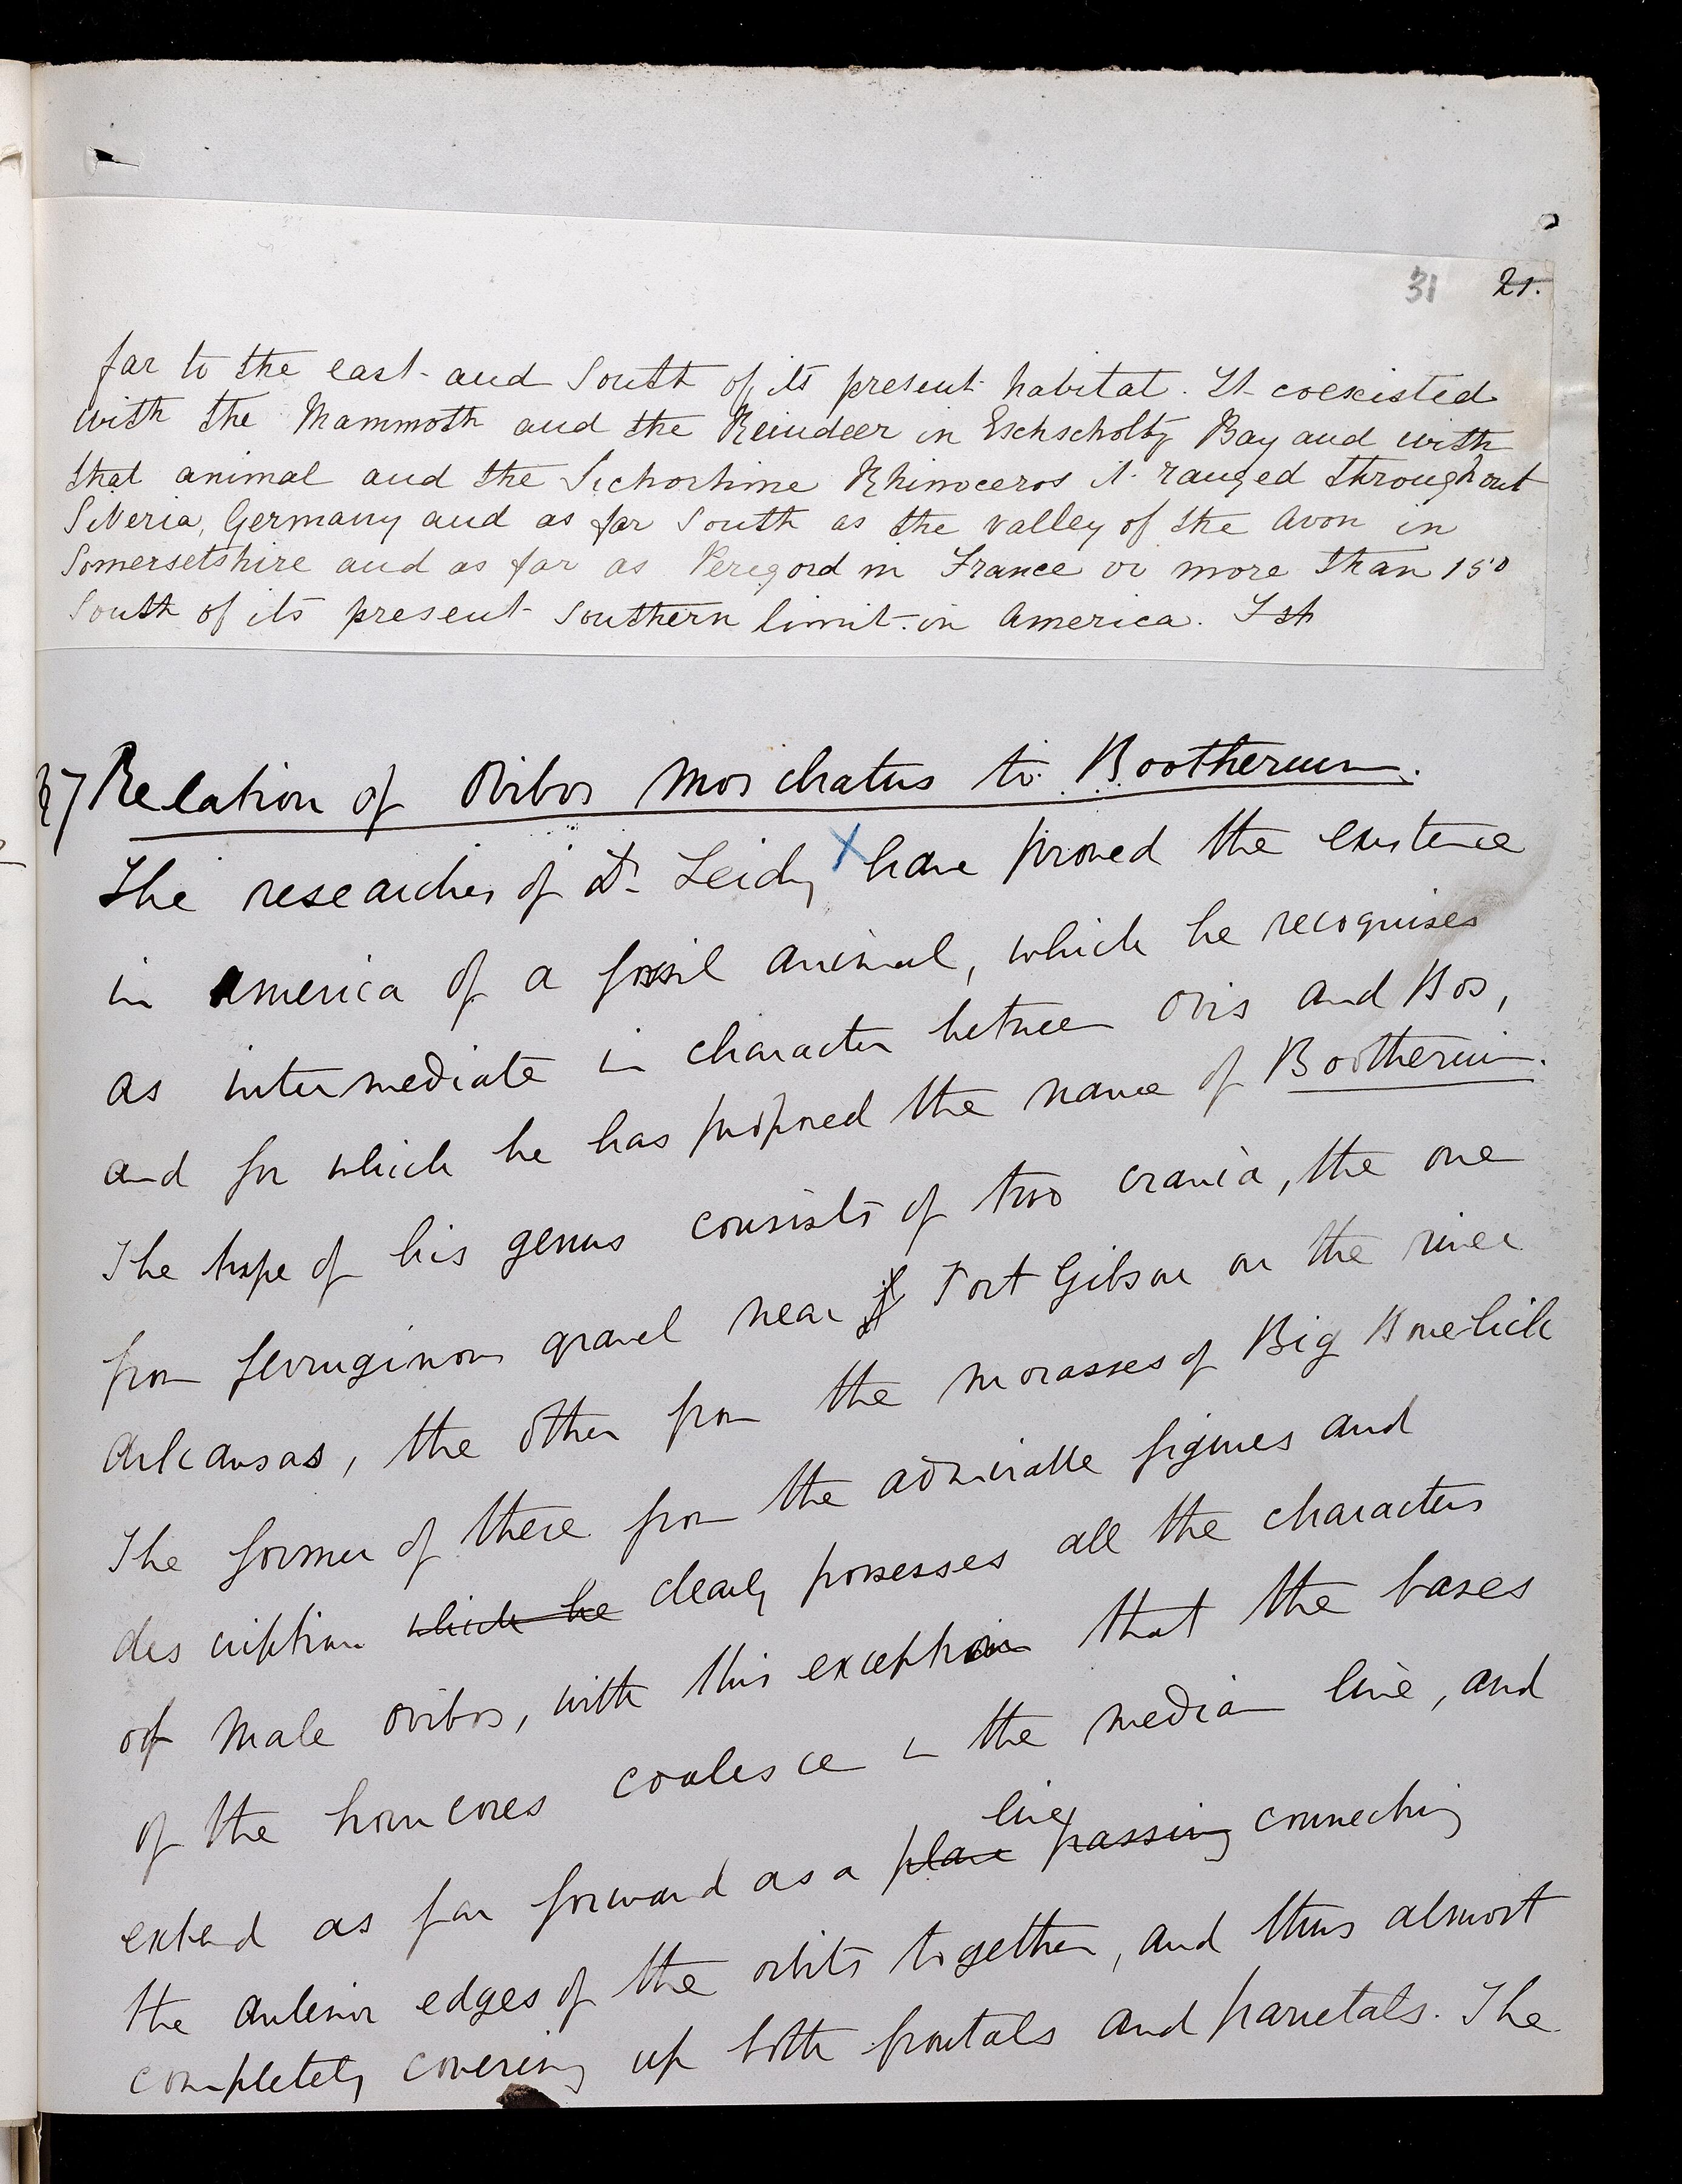 31 21.
far to the east and South of its present habitat. It coexisted
with the Mammoth and the Reindeer in Eschscholtz Bay and with
that animal and the Tichorhine Rhinoceros it ranged throughout
Siberia, Germany and as far South as the valley of the Avon in
Somersetshire and as far as Peregord in France or more than 15°
South of its present Southern limit in America. Ist
Relation of Ovibos Moschatus to Bootherium.
The researches of Dr. Leidy X have proved the existence
in America of a fossil animal, which he recognises
as intermediate in character between Ovis and Bos,
and for which he has proposed the name of Bootherium.
The type of his genus consists of two crania, the one
from ferruginous gravel near Fort Gibson on the river
Arkansas, the other from the morasses of Big Bonelick
The former of these from the admirable figures and
description which he clearly possesses all the characters
of Male Ovibos, with this exception that the bases
of the horncores coalesce in the median line, and
line
extend as far forward as a plane passing connecting
the anterior edges of the orbits together, and thus almost
completely covering up both frontals and parietals. The